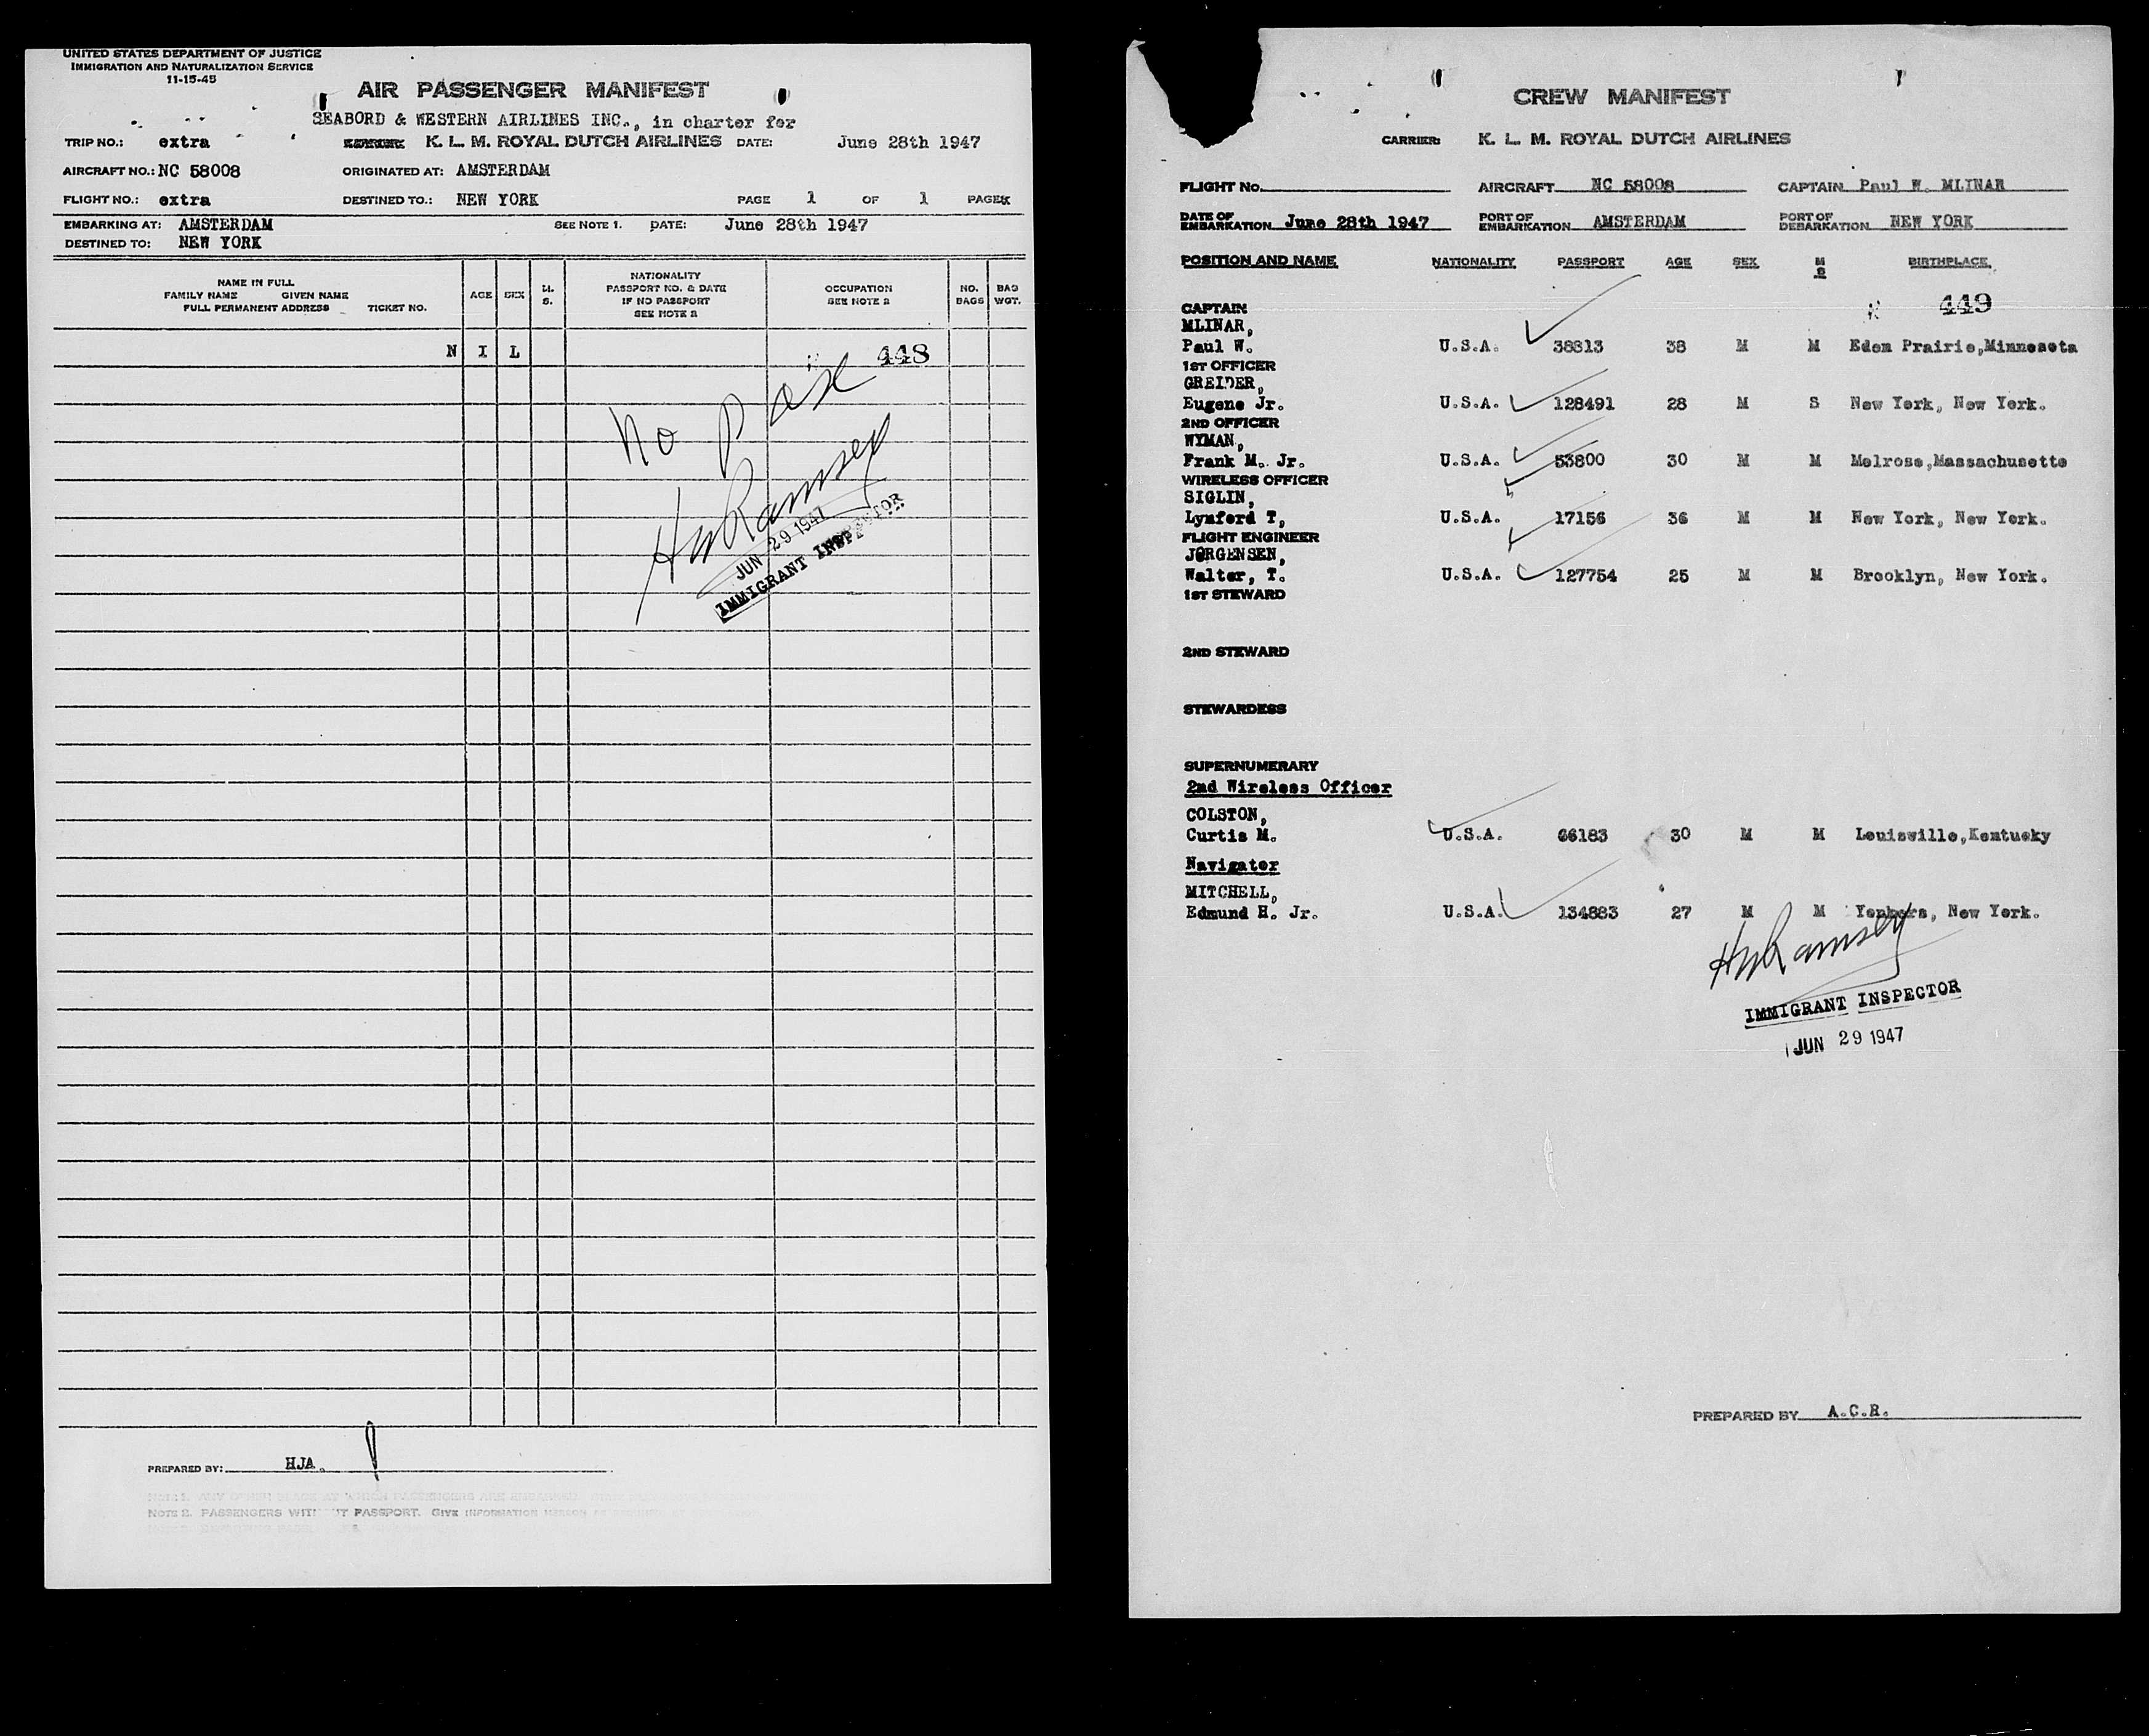 UNITED STATES DEPARTMENT OF JUSTICE
IMMIGRATION AND NATURALIZATION SERVICE
11-15-45
AIR PASSENGER MANIFEST
SEABORD & WESTERN AIRLINES INC., in charter for
TRIP NO.: extra K. L. M. ROYAL DUTCH AIRLINES DATE: June 28th 1947
AIRCRAFT NO.: NC 58008 ORIGINATED AT: AMSTERDAM
FLIGHT NO.: extra DESTINED TO.: NEW YORK PAGE 1 OF 1 PAGES
EMBARKING AT: AMSTERDAM SEE NOTE 1. DATE: June 28th 1947
DESTINED TO: NEW YORK
NAME IN FULL
FAMILY NAME GIVEN NAME
FULL PERMANENT ADDRESS TICKET NO.
AGE SEX M. S.
NATIONALITY
PASSPORT NO. & DATE
IF NO PASSPORT
SEE NOTE 2
OCCUPATION
SEE NOTE 2
NO. BAGS
BAG WGT.
N I L
448
No Pax
HWRamsey
JUN 29 1947
IMMIGRANT INSPECTOR
PREPARED BY: HJA.
NOTE 2. PASSENGERS PASSPORT. GIVE INFORMATION
CREW MANIFEST
CARRIER: K. L. M. ROYAL DUTCH AIRLINES
FLIGHT NO. AIRCRAFT NC 58008 CAPTAIN Paul W. MLINAR
DATE OF EMBARKATION June 28th 1947 PORT OF EMBARKATION AMSTERDAM PORT OF DEBARKATION NEW YORK
POSITION AND NAME NATIONALITY PASSPORT AGE SEX M S BIRTHPLACE
449
CAPTAIN
MLINAR,
Paul W. U.S.A. 38813 38 M M Eden Prairie,Minnesota
1ST OFFICER
GREIDER,
Eugene Jr. U.S.A. 128491 28 M S New York, New York.
2ND OFFICER
WYMAN,
Frank M. Jr. U.S.A. 53800 30 M M Melrose,Massachusetts
WIRELESS OFFICER
SIGLIN,
Lynford T, U.S.A. 17156 36 M M New York, New York.
FLIGHT ENGINEER
JØRGENSEN,
Walter, T. U.S.A. 127754 25 M M Brooklyn, New York.
1ST STEWARD
2ND STEWARD
STEWARDESS
SUPERNUMERARY
2nd Wireless Officer
COLSTON,
Curtis M. U.S.A. 66183 30 M M Louisville,Kentucky
Navigator
MITCHELL,
Edmund H. Jr. U.S.A. 134883 27 M M Yonkers, New York.
HWRamsey
IMMIGRANT INSPECTOR
JUN 29 1947
PREPARED BY A.C.R.